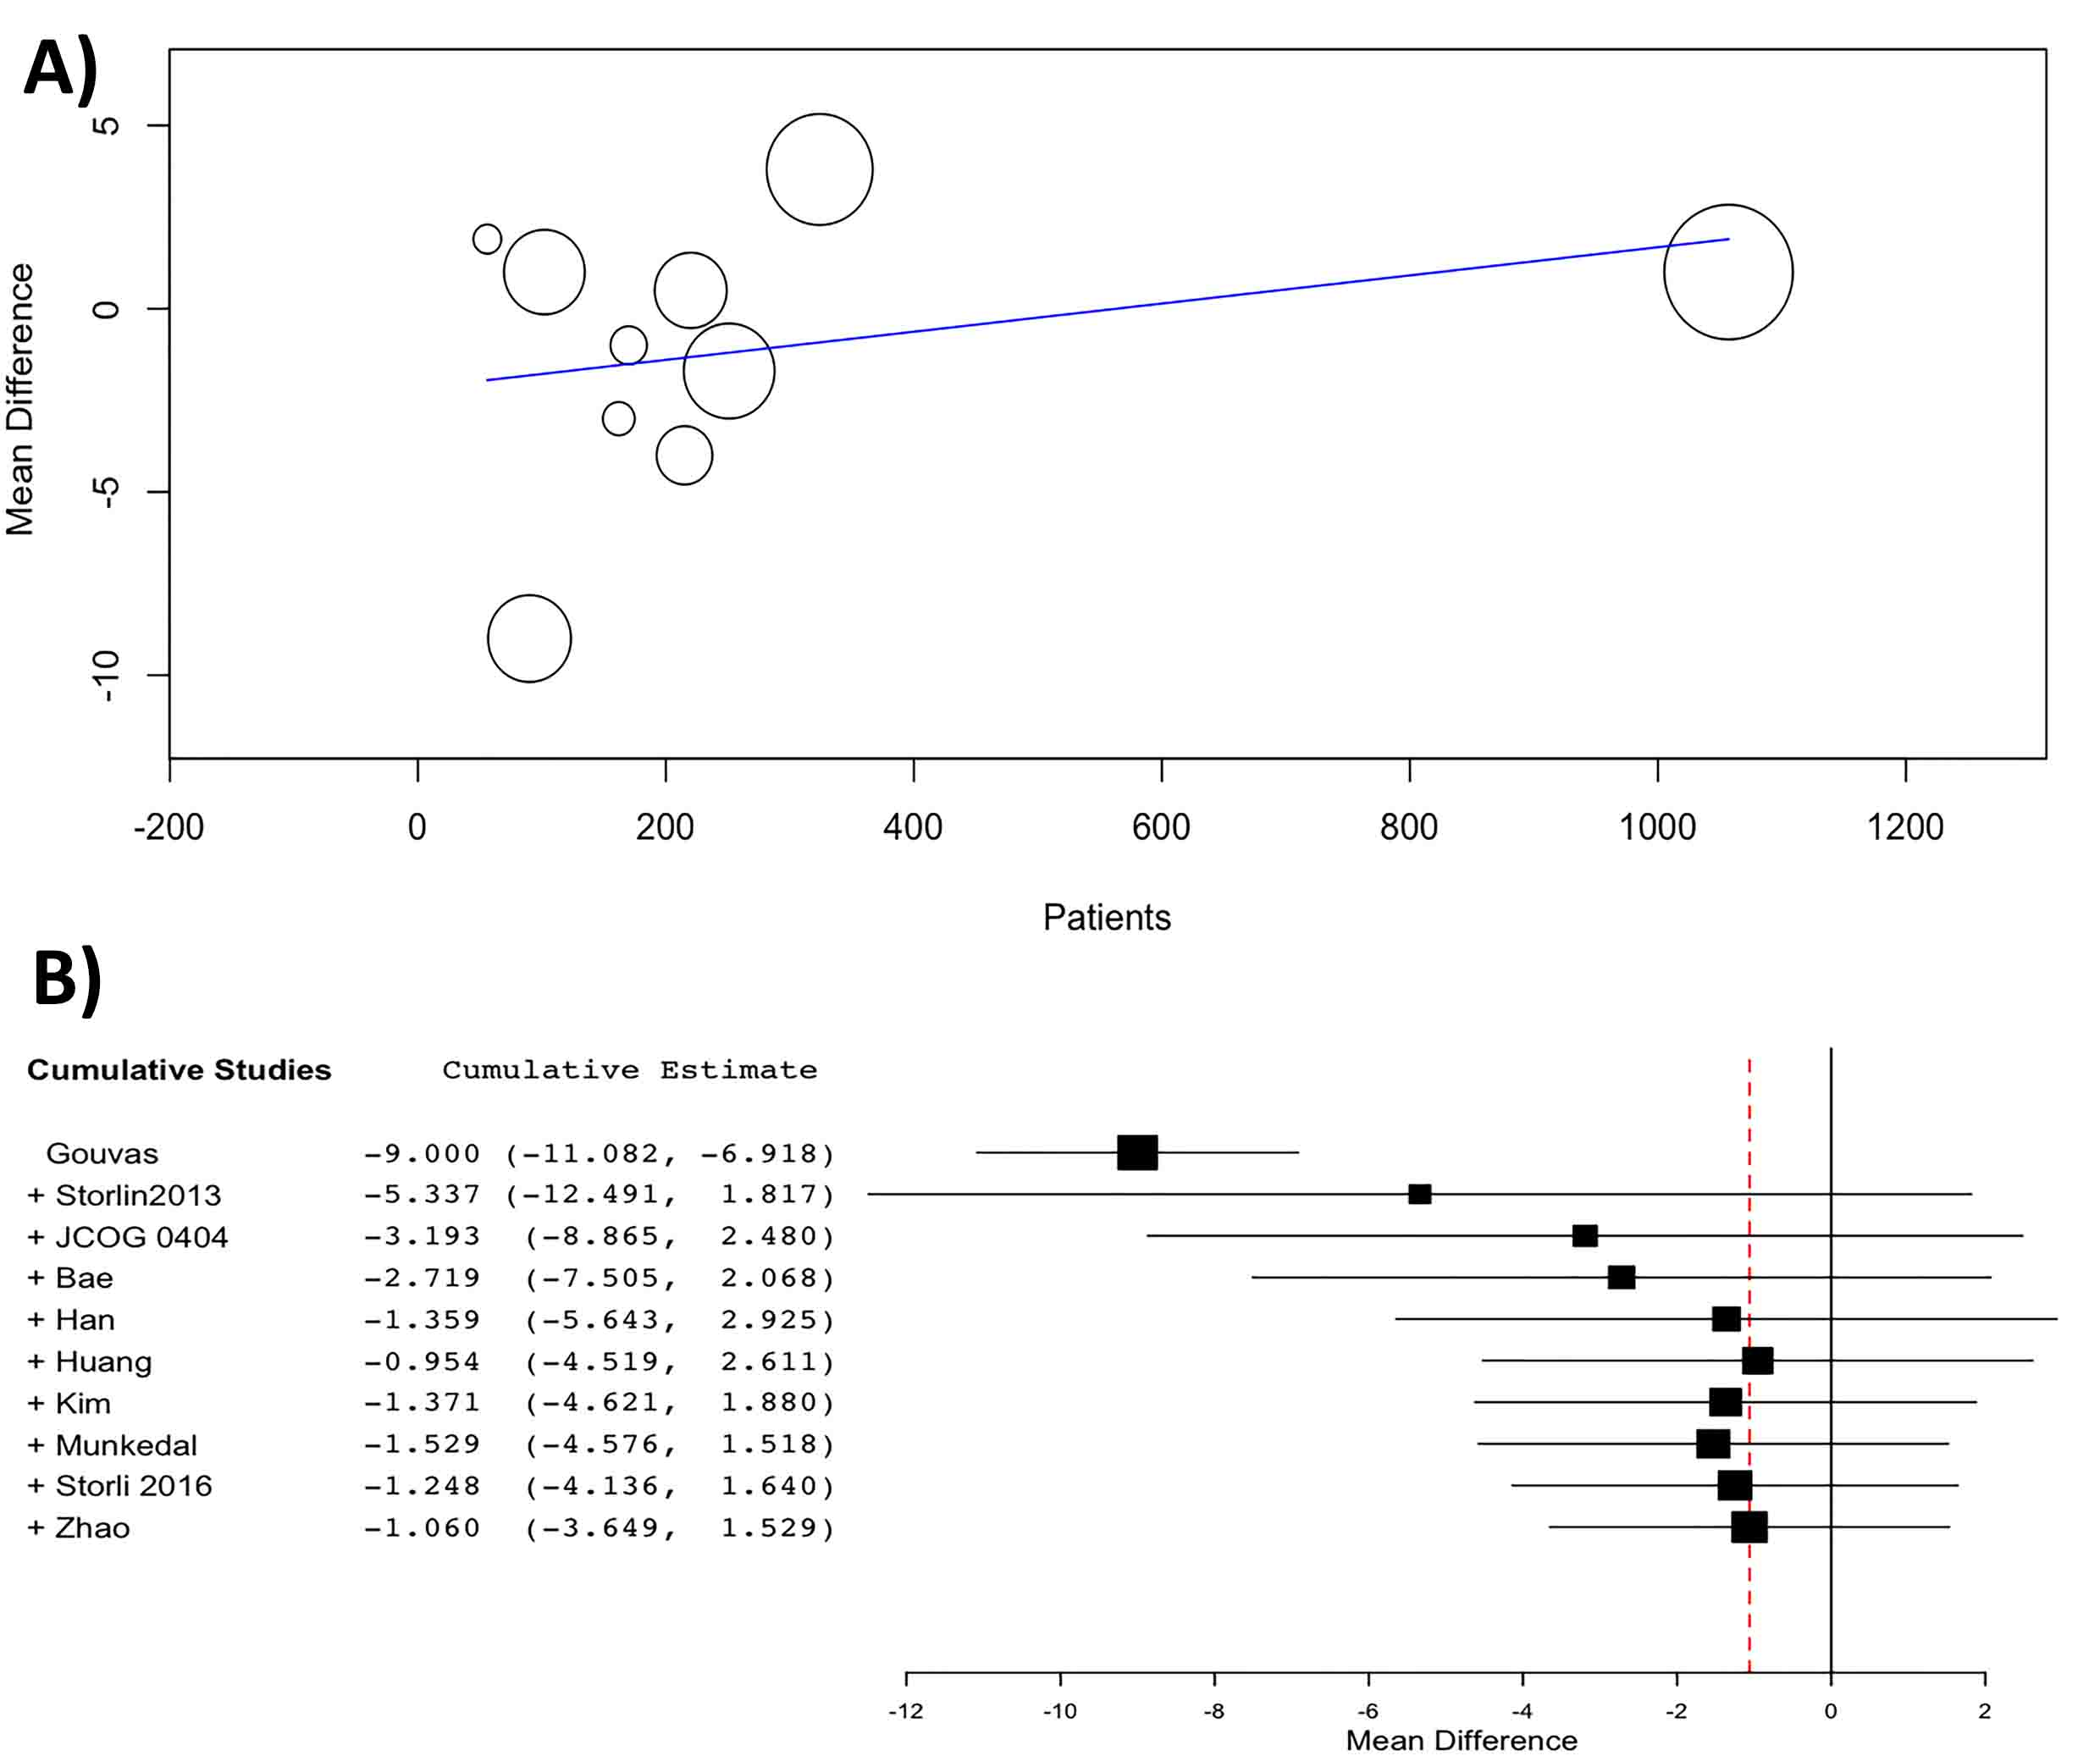 A)
5
0
-5
-10
Mean Difference
-200 0 200 400 600 800 1000 1200
Patients
B)
Cumulative Studies Cumulative Estimate
Gouvas -9.000 (-11.082, -6.918)
+ Storlin2013 -5.337 (-12.491, 1.817)
+ JCOG 0404 -3.193 (-8.865, 2.480)
+ Bae -2.719 (-7.505, 2.068)
+ Han -1.359 (-5.643, 2.925)
+ Huang -0.954 (-4.519, 2.611)
+ Kim -1.371 (-4.621, 1.880)
+ Munkedal -1.529 (-4.576, 1.518)
+ Storli 2016 -1.248 (-4.136, 1.640)
+ Zhao -1.060 (-3.649, 1.529)
-12 -10 -8 -6 -4 -2 0 2
Mean Difference